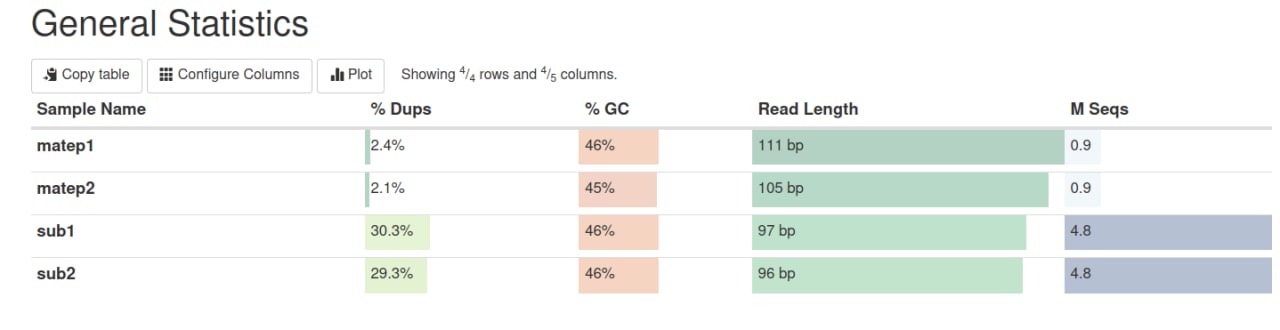 General Statistics
Copy table Configure Columns Plot Showing 4/4 rows and 4/5 columns.
Sample Name % Dups % GC Read Length M Seqs
matep1 2.4% 46% 111 bp 0.9
matep2 2.1% 45% 105 bp 0.9
sub1 30.3% 46% 97 bp 4.8
sub2 29.3% 46% 96 bp 4.8